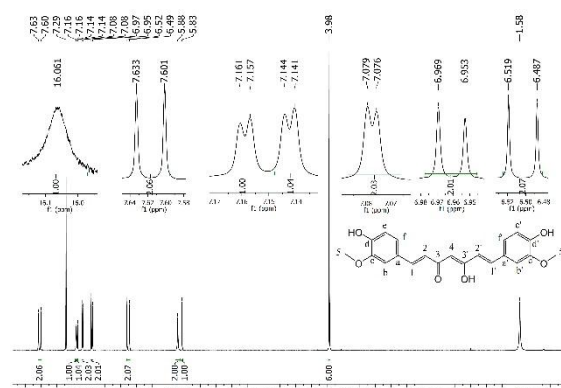 7.63
7.60
7.29
7.16
7.16
7.14
7.14
7.08
7.08
6.97
6.95
6.52
6.49
5.88
5.83
3.98
1.58
16.061
7.633
7.601
7.161
7.157
7.144
7.141
7.079
7.076
6.969
6.953
6.519
6.487
1.00
2.06
1.00
1.04
2.03
2.01
2.07
16.1 16.0
f1 (ppm)
7.64 7.62 7.60 7.58
f1 (ppm)
7.17 7.16 7.15 7.14
f1 (ppm)
7.08 7.07
f1 (ppm)
6.98 6.97 6.96 6.95
f1 (ppm)
6.52 6.50 6.48
f1 (ppm)
HO e f
d
5 O c a 1 2 3 4 3' 2' 1' a'
b O OH b'
f' e' OH
d'
c' O 5'
2.06
1.00
1.04
2.03
2.01
2.07
2.00
1.00
6.00